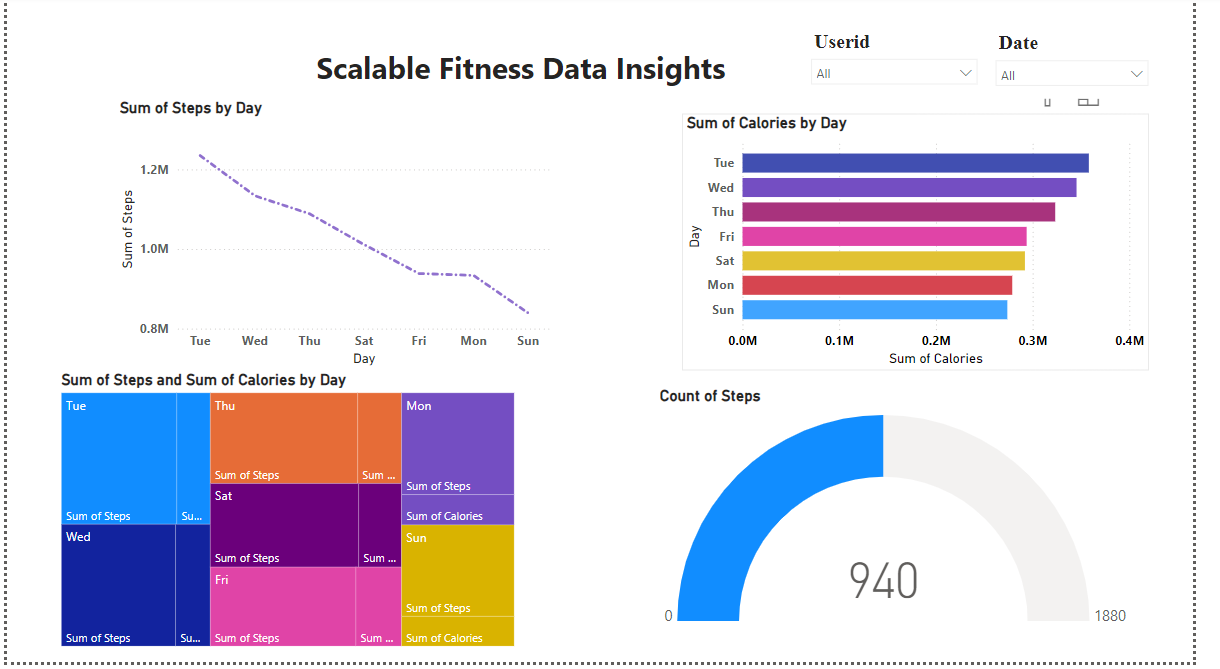 Scalable Fitness Data Insights
Userid
All
Date
All
Sum of Steps by Day
Sum of Steps
1.2M
1.0M
0.8M
Tue Wed Thu Sat Fri Mon Sun
Day
Sum of Calories by Day
Day
Tue
Wed
Thu
Fri
Sat
Mon
Sun
0.0M 0.1M 0.2M 0.3M 0.4M
Sum of Calories
Sum of Steps and Sum of Calories by Day
Tue
Sum of Steps
Su...
Wed
Sum of Steps
Su...
Thu
Sum of Steps
Sum ...
Sat
Sum of Steps
Sum ...
Fri
Sum of Steps
Sum ...
Mon
Sum of Steps
Sum of Calories
Sun
Sum of Steps
Sum of Calories
Count of Steps
940
0
1880